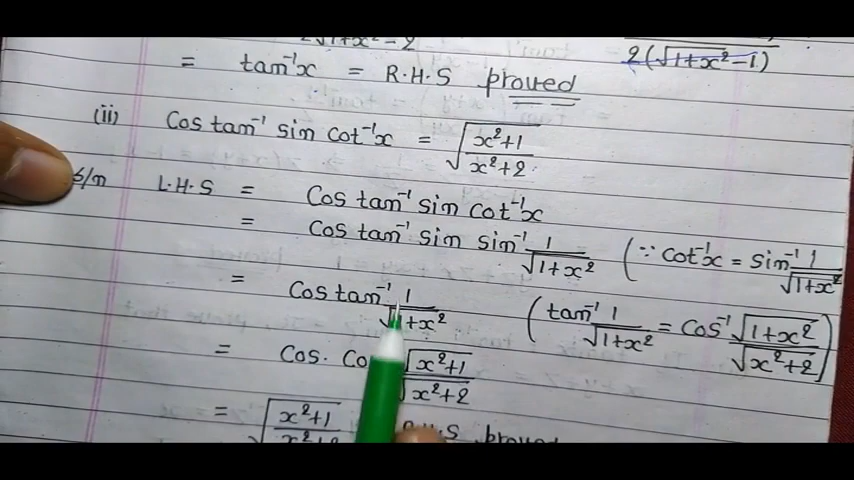 2(√1+x² -1)
= tan⁻¹x = R.H.S proved
(ii) Cos tan⁻¹ sin cot⁻¹x = √(x²+1 / x²+2)
L.H.S = Cos tan⁻¹ sin cot⁻¹x
= Cos tan⁻¹ sin sin⁻¹ 1/√1+x² (∵ cot⁻¹x = sin⁻¹ 1/√1+x²
= Cos tan⁻¹ 1/√1+x² (tan⁻¹ 1/√1+x² = Cos⁻¹ √1+x²/√x²+2)
= Cos. √x²+1/√x²+2
= √x²+1 proved